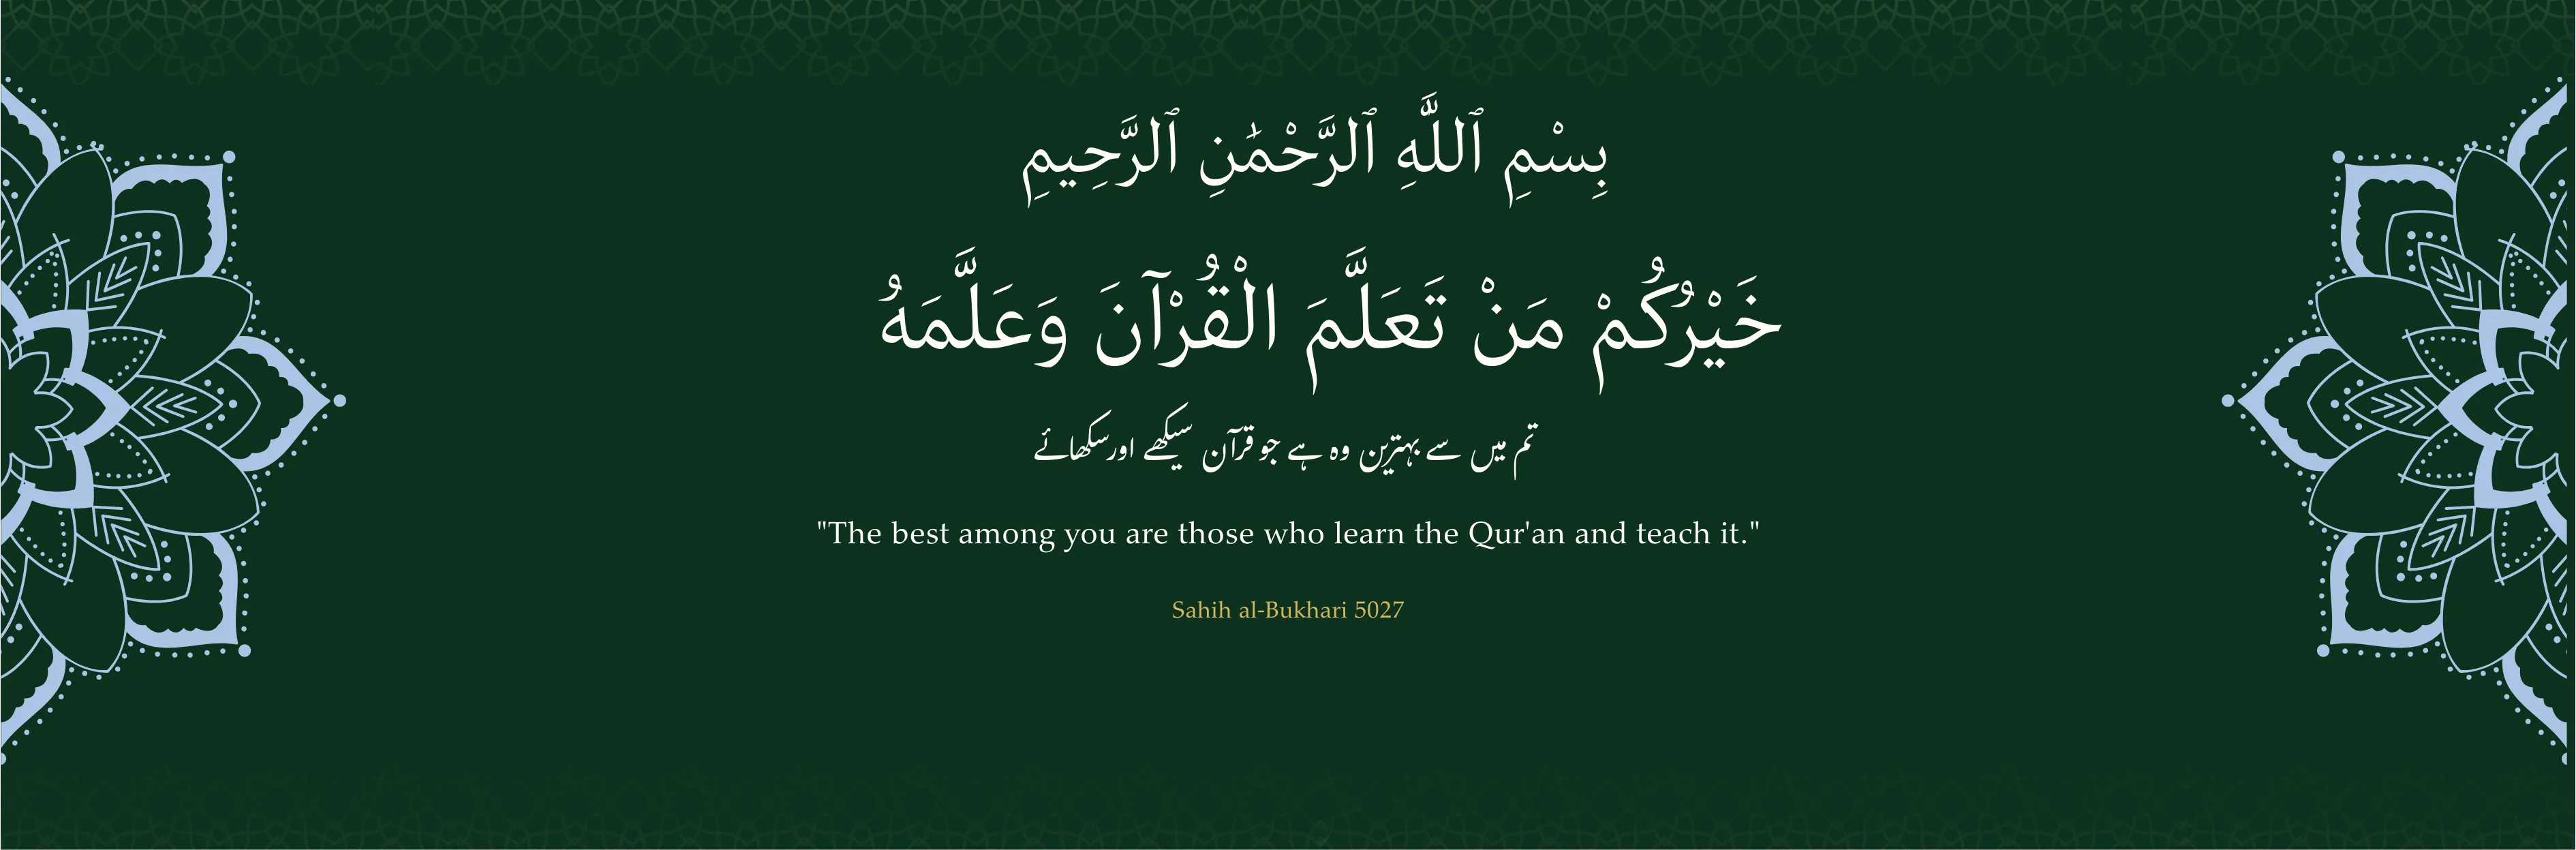 بِسْمِ ٱللَّهِ ٱلرَّحْمَٰنِ ٱلرَّحِيمِ
خَيْرُكُمْ مَنْ تَعَلَّمَ الْقُرْآنَ وَعَلَّمَهُ
تم میں سے بہترین وہ ہے جو قرآن سیکھے اور سکھائے
"The best among you are those who learn the Qur'an and teach it."
Sahih al-Bukhari 5027